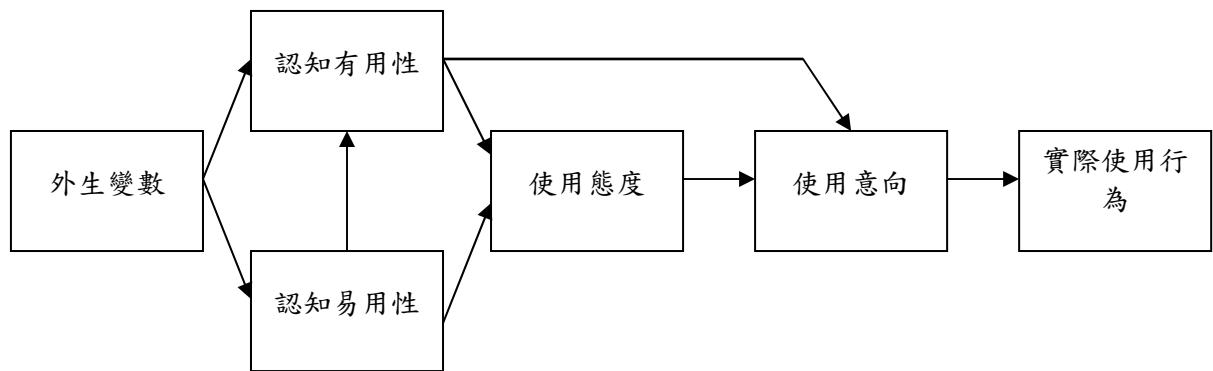 認知有用性
外生變數
使用態度
使用意向
實際使用行
為
認知易用性